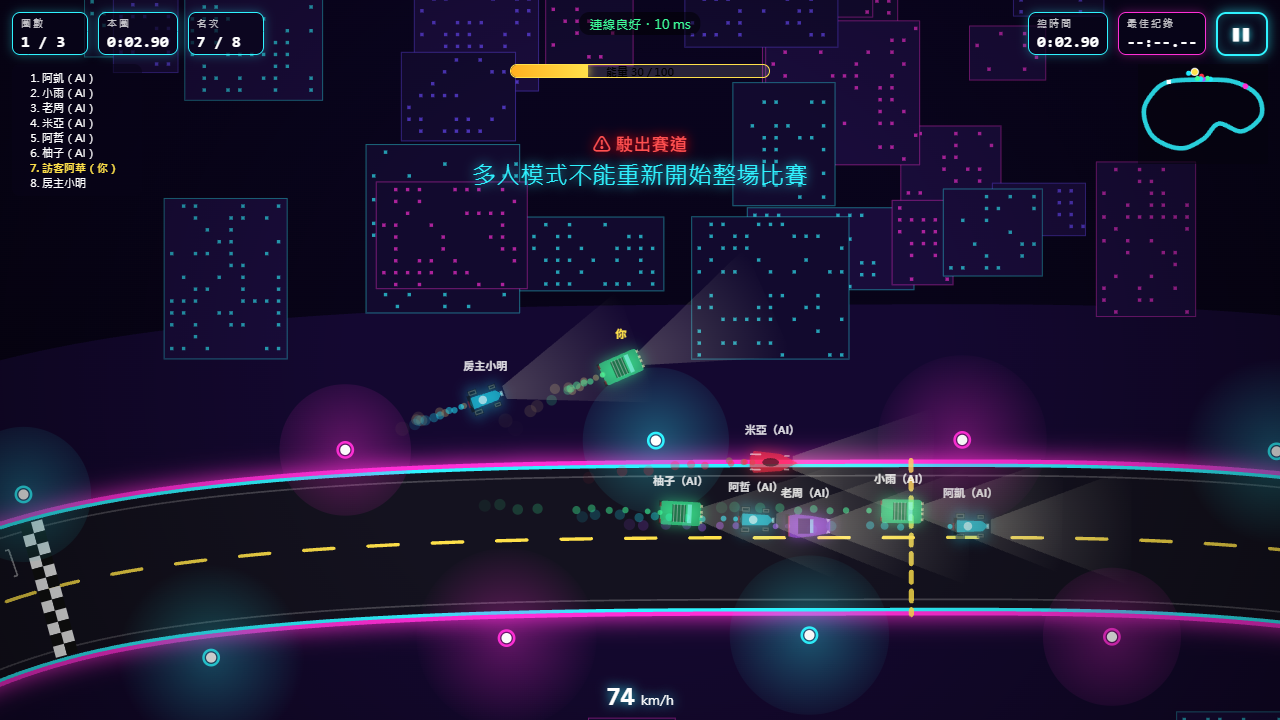 圈數
1 / 3
本圈
0:02.90
名次
7 / 8
連線良好 · 10 ms
總時間
0:02.90
最佳紀錄
--:--.--
能量 30 / 100
1. 阿凱 ( AI )
2. 小雨 ( AI )
3. 老周 ( AI )
4. 米亞 ( AI )
5. 阿哲 ( AI )
6. 柚子 ( AI )
7. 訪客阿華 ( 你 )
8. 房主小明
駛出賽道
多人模式不能重新開始整場比賽
你
房主小明
米亞（AI）
柚子（AI）
阿哲（AI）
老周（AI）
小雨（AI）
阿凱（AI）
74 km/h